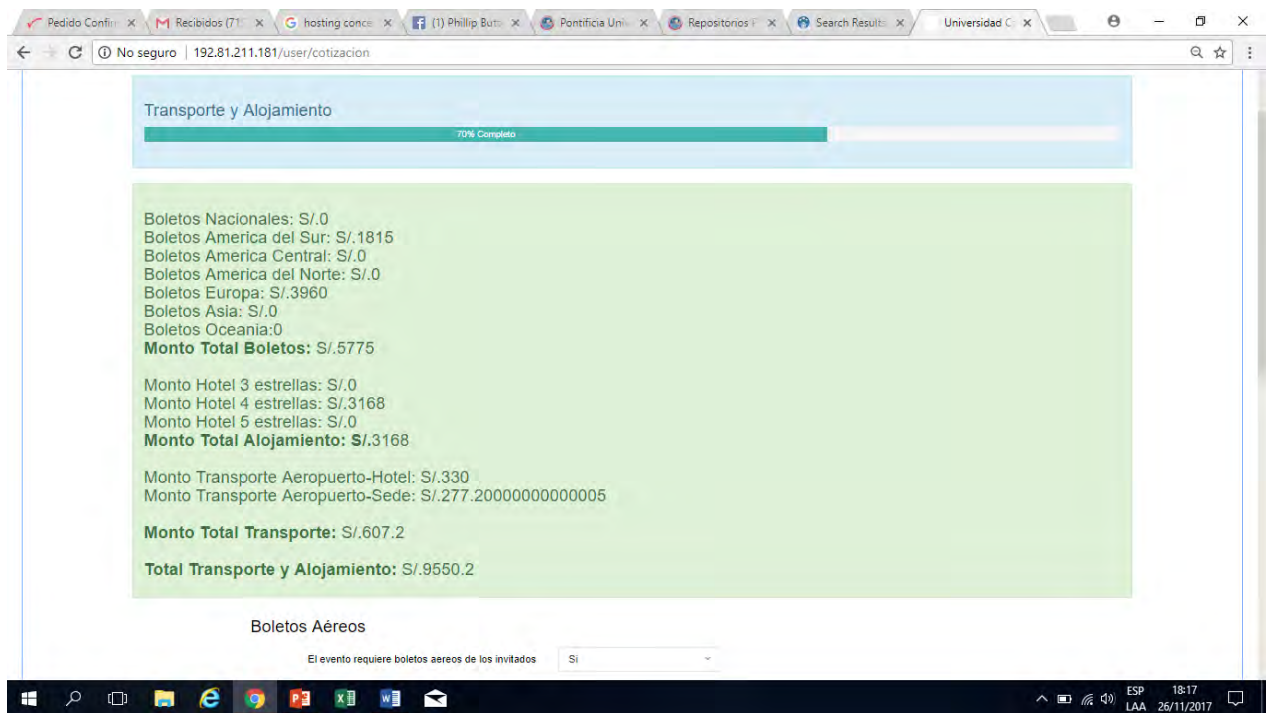 Pedido Confir
Recibidos (71
hosting conce
(1) Phillip Butt
Pontificia Uni
Repositorios
Search Results
Universidad C
No seguro | 192.81.211.181/user/cotizacion
Transporte y Alojamiento
70% Completo
Boletos Nacionales: S/.0
Boletos America del Sur: S/.1815
Boletos America Central: S/.0
Boletos America del Norte: S/.0
Boletos Europa: S/.3960
Boletos Asia: S/.0
Boletos Oceania:0
Monto Total Boletos: S/.5775
Monto Hotel 3 estrellas: S/.0
Monto Hotel 4 estrellas: S/.3168
Monto Hotel 5 estrellas: S/.0
Monto Total Alojamiento: S/.3168
Monto Transporte Aeropuerto-Hotel: S/.330
Monto Transporte Aeropuerto-Sede: S/.277.20000000000005
Monto Total Transporte: S/.607.2
Total Transporte y Alojamiento: S/.9550.2
Boletos Aéreos
El evento requiere boletos aereos de los invitados Si
ESP 18:17
LAA 26/11/2017